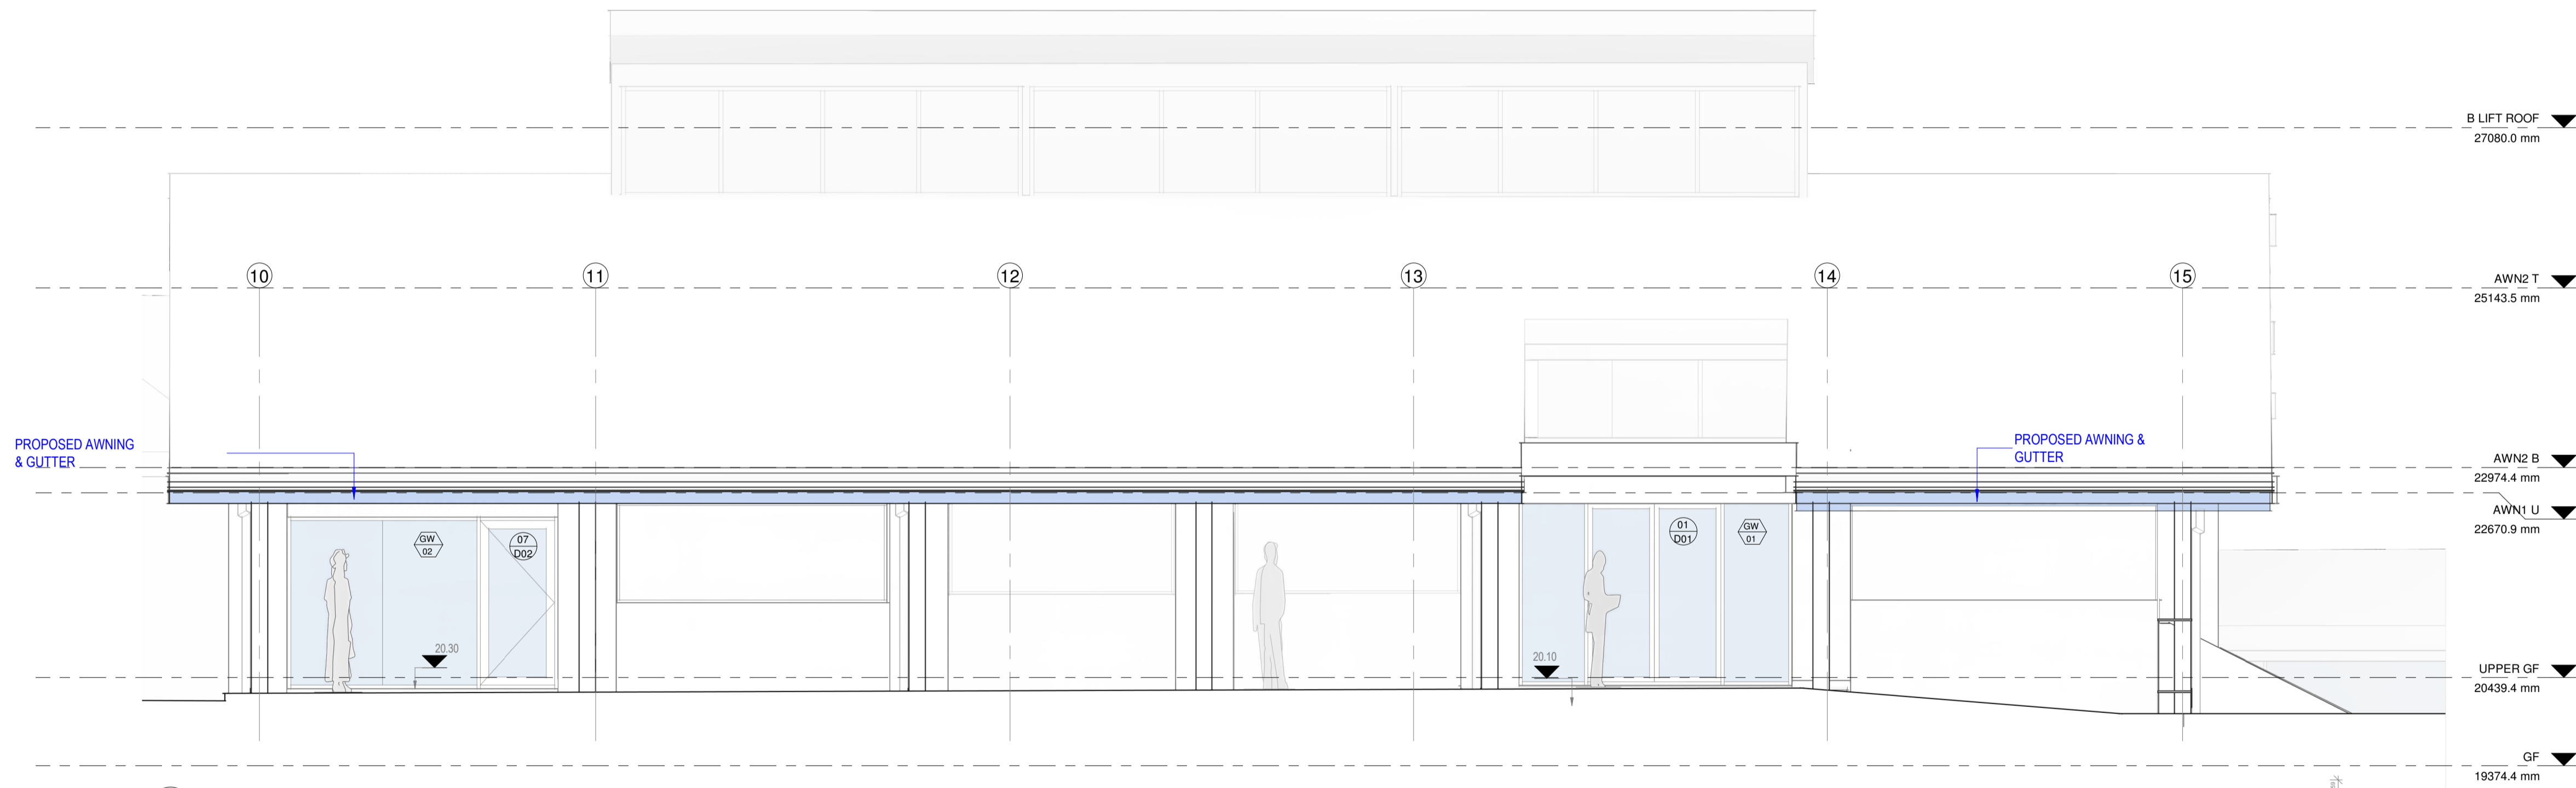 B LIFT ROOF
27080.0 mm
10
11
12
13
14
15
AWN2 T
25143.5 mm
PROPOSED AWNING
& GUTTER
PROPOSED AWNING &
GUTTER
AWN2 B
22974.4 mm
AWN1 U
22670.9 mm
GW
02
07
D02
01
D01
GW
01
20.30
20.10
UPPER GF
20439.4 mm
GF
19374.4 mm